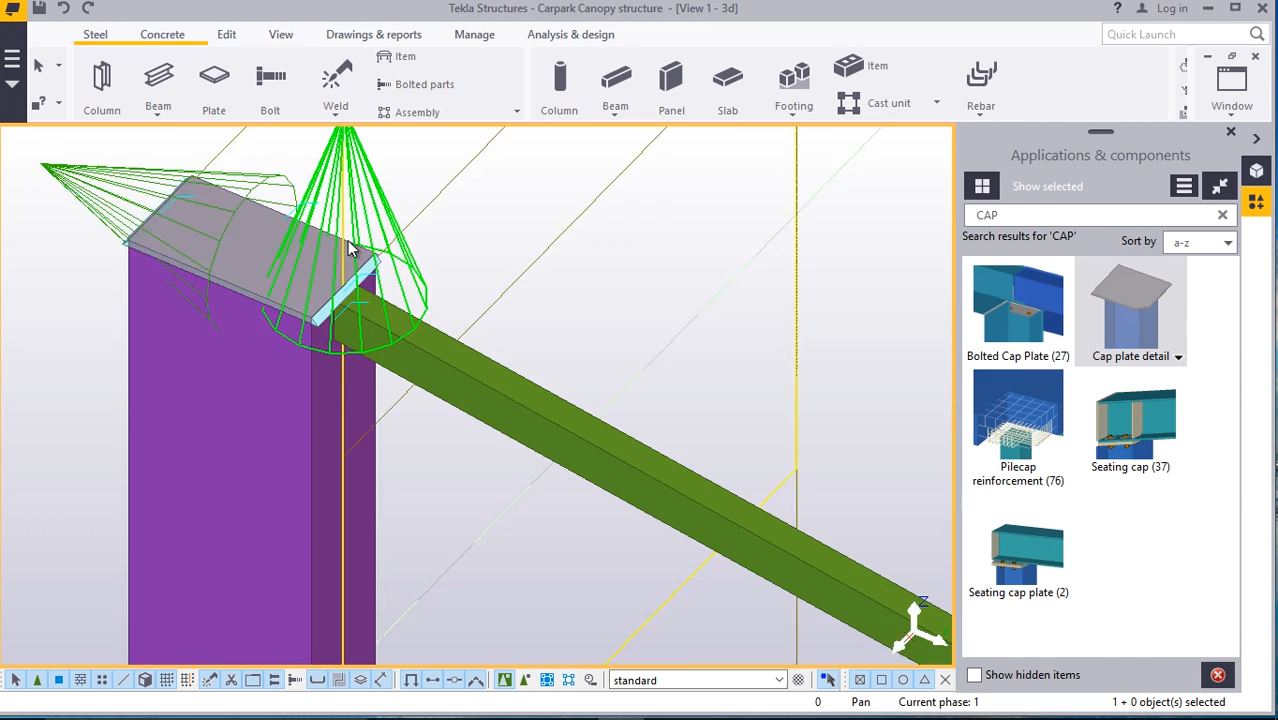 Tekla Structures - Carpark Canopy structure - [View 1 - 3d]
? Log in
Steel Concrete Edit View Drawings & reports Manage Analysis & design
Quick Launch
Item
Bolted parts
Assembly
Column Beam Plate Bolt Weld
Column Beam Panel Slab Footing
Item
Cast unit
Rebar
Window
Applications & components
Show selected
CAP
Search results for 'CAP'
Sort by a-z
Bolted Cap Plate (27)
Cap plate detail
Pilecap
reinforcement (76)
Seating cap (37)
Seating cap plate (2)
Show hidden items
Z
standard
0 Pan Current phase: 1 1 + 0 object(s) selected